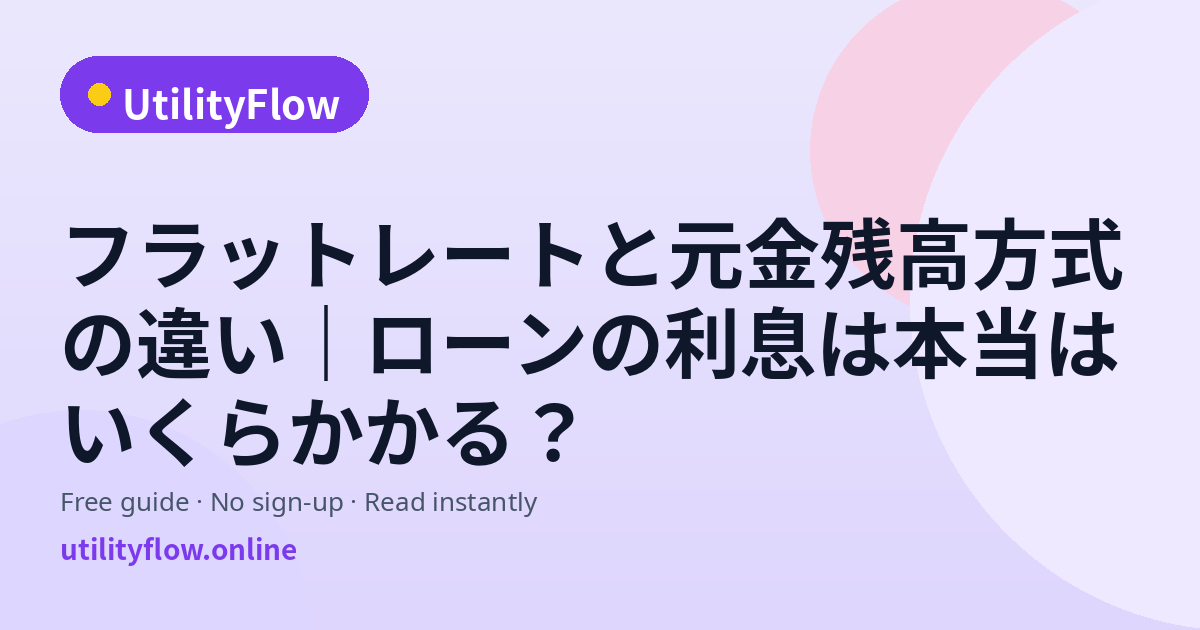 UtilityFlow
フラットレートと元金残高方式
の違い｜ローンの利息は本当は
いくらかかる？
Free guide · No sign-up · Read instantly
utilityflow.online